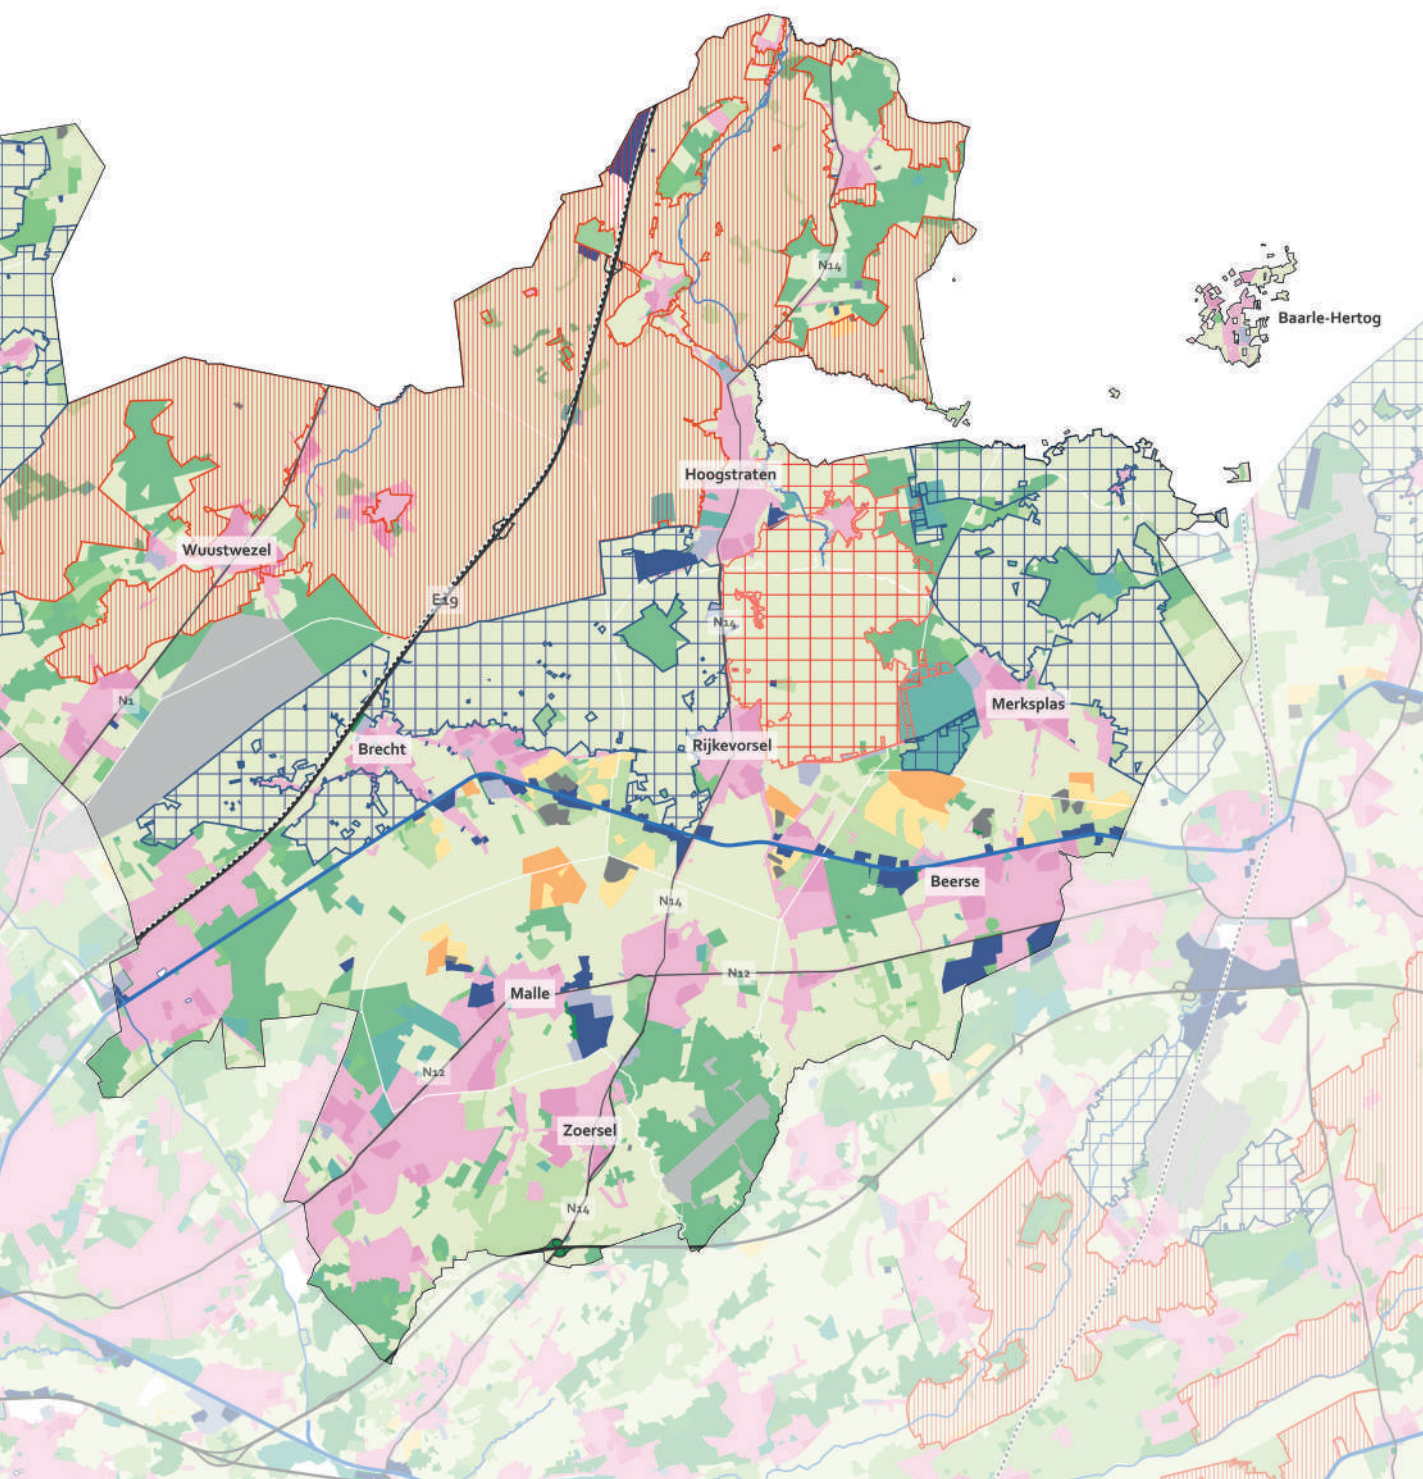 N14
Baarle-Hertog
Hoogstraten
Wuustwezel
E19
N14
N1
Merksplas
Brecht
Rijkevorsel
Beerse
N14
N12
Malle
N12
Zoersel
N14